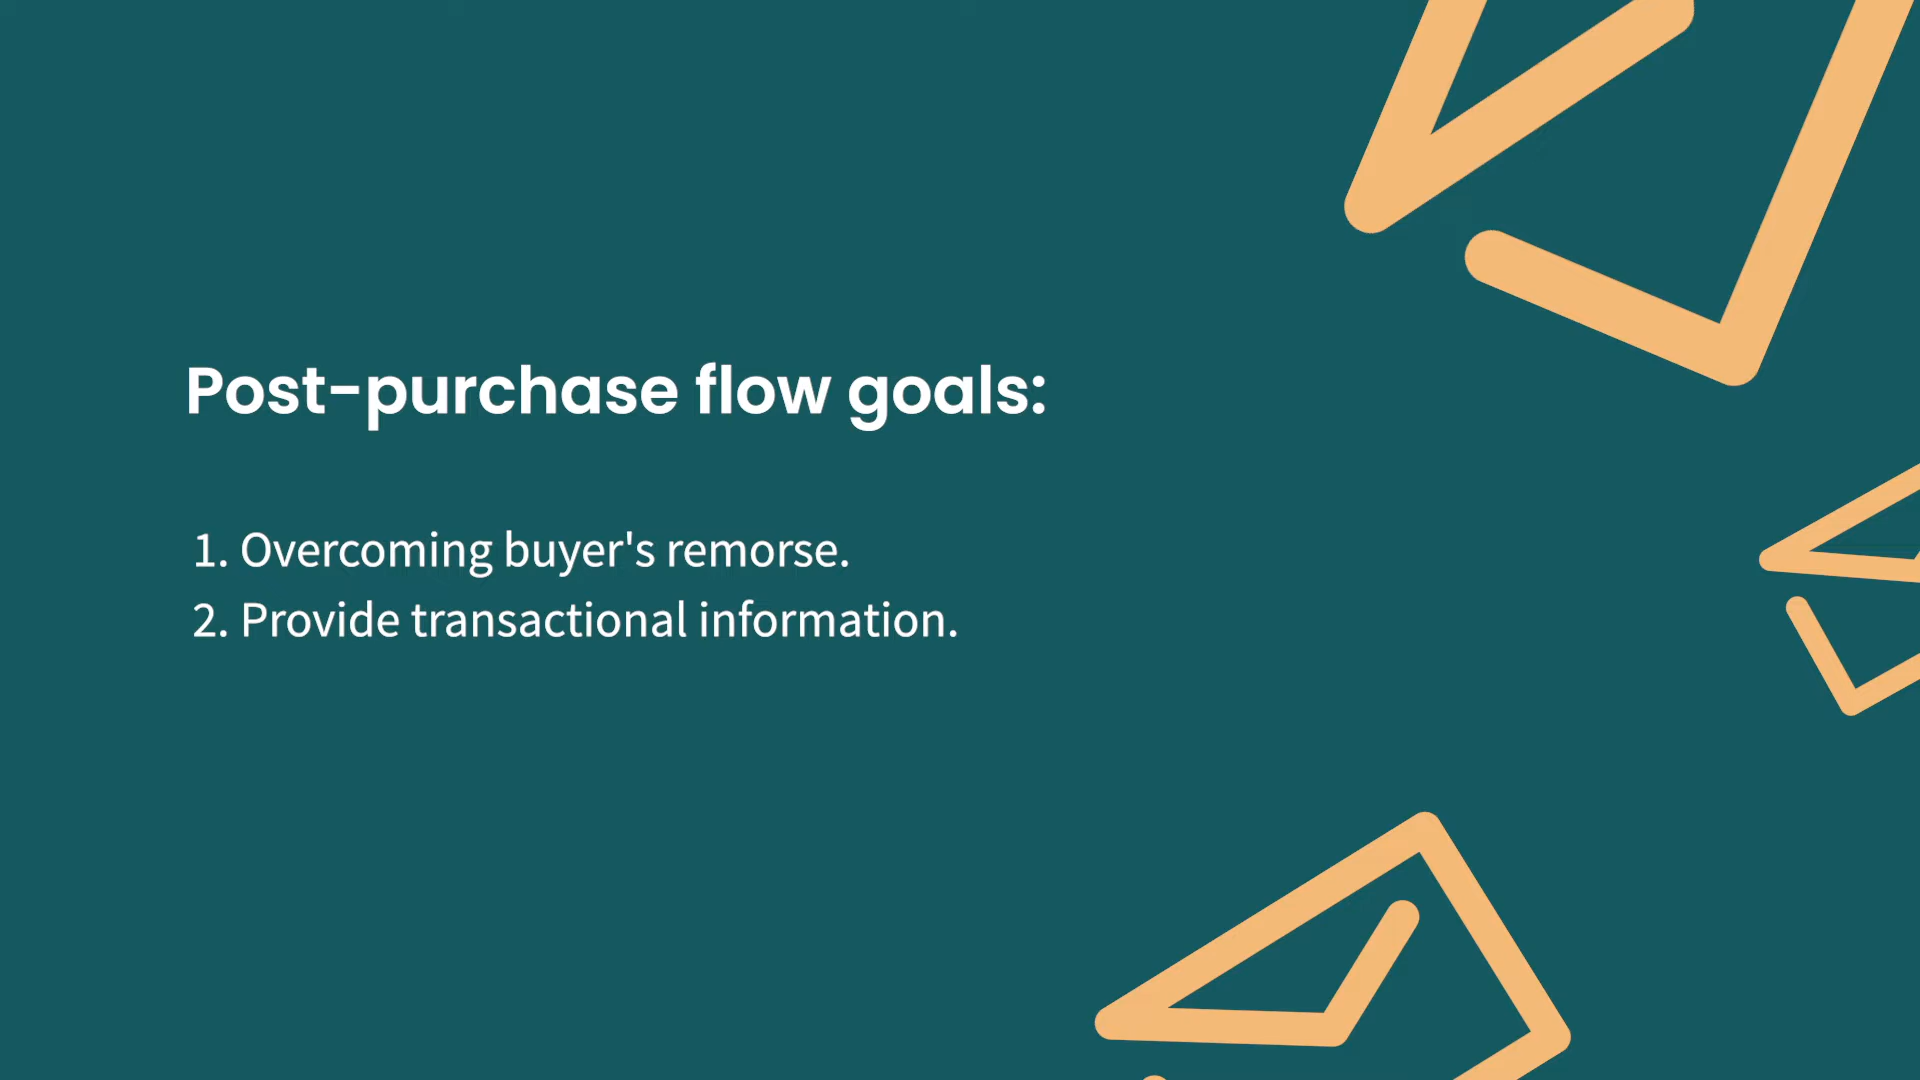 Post-purchase flow goals:
1. Overcoming buyer's remorse.
2. Provide transactional information.